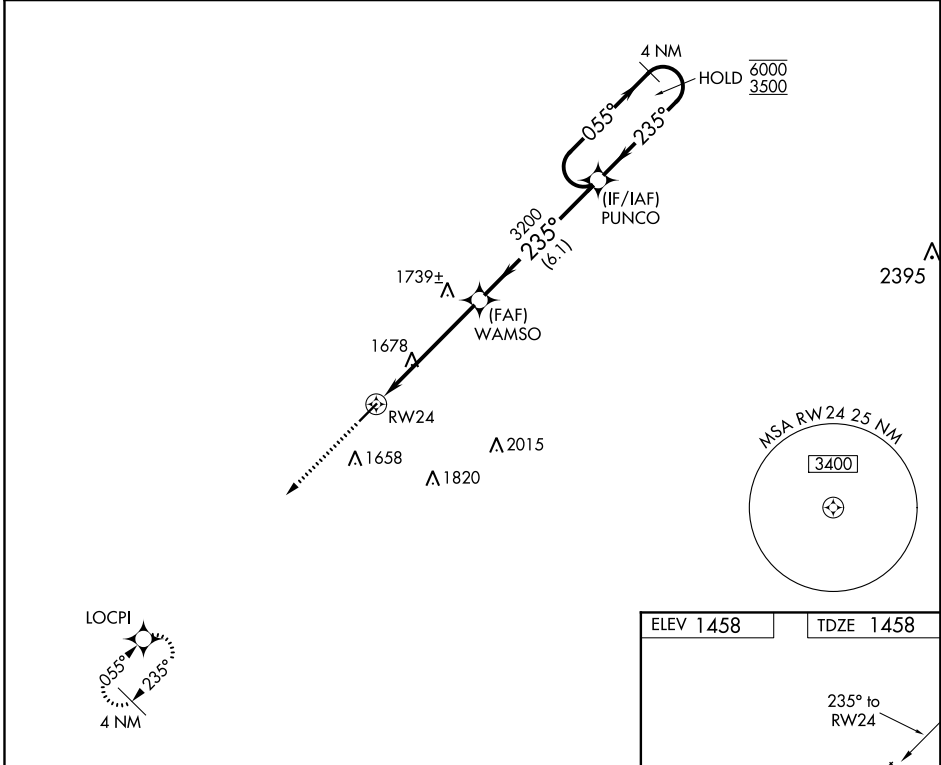 4 NM
HOLD 6000
3500
055°
235°
(IF/IAF)
PUNCO
3200
235°
(6.1)
2395
1739±
(FAF)
WAMSO
1678
RW24
MSA RW24 25 NM
3400
2015
1658
1820
LOCPI
055°
235°
4 NM
ELEV 1458
TDZE 1458
235° to
RW24